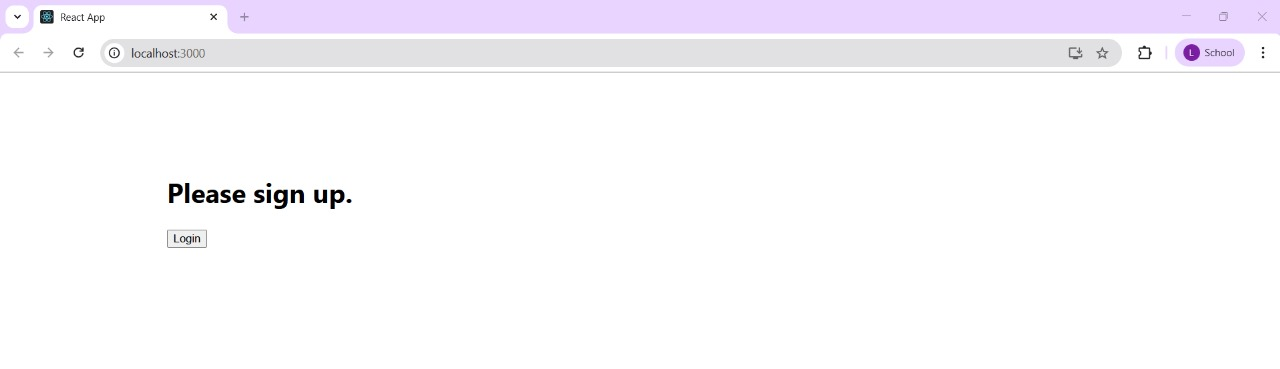 React App
localhost:3000
L School
Please sign up.
Login